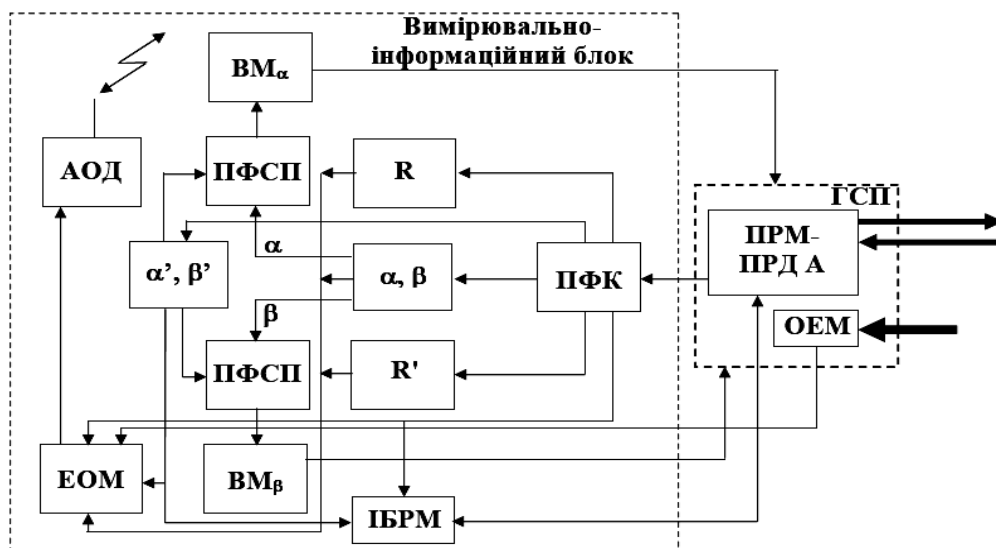 Вимірювально-
інформаційний блок
ВМα
АОД
ПФСП
R
ГСП
ПРМ-
ПРД А
α
α’, β’
α, β
ПФК
β
ОЕМ
ПФСП
R'
ЕОМ
ВМβ
ІБРМ